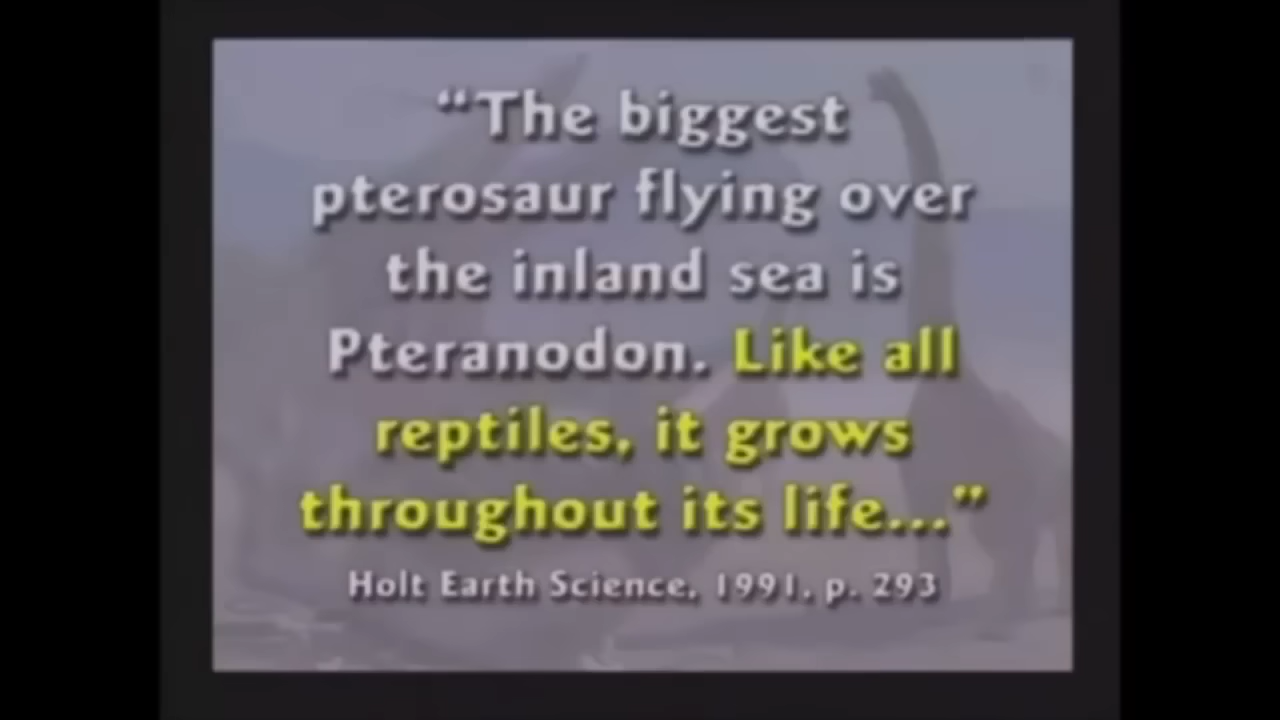 “The biggest
pterosaur flying over
the inland sea is
Pteranodon. Like all
reptiles, it grows
throughout its life...”
Holt Earth Science, 1991, p. 293